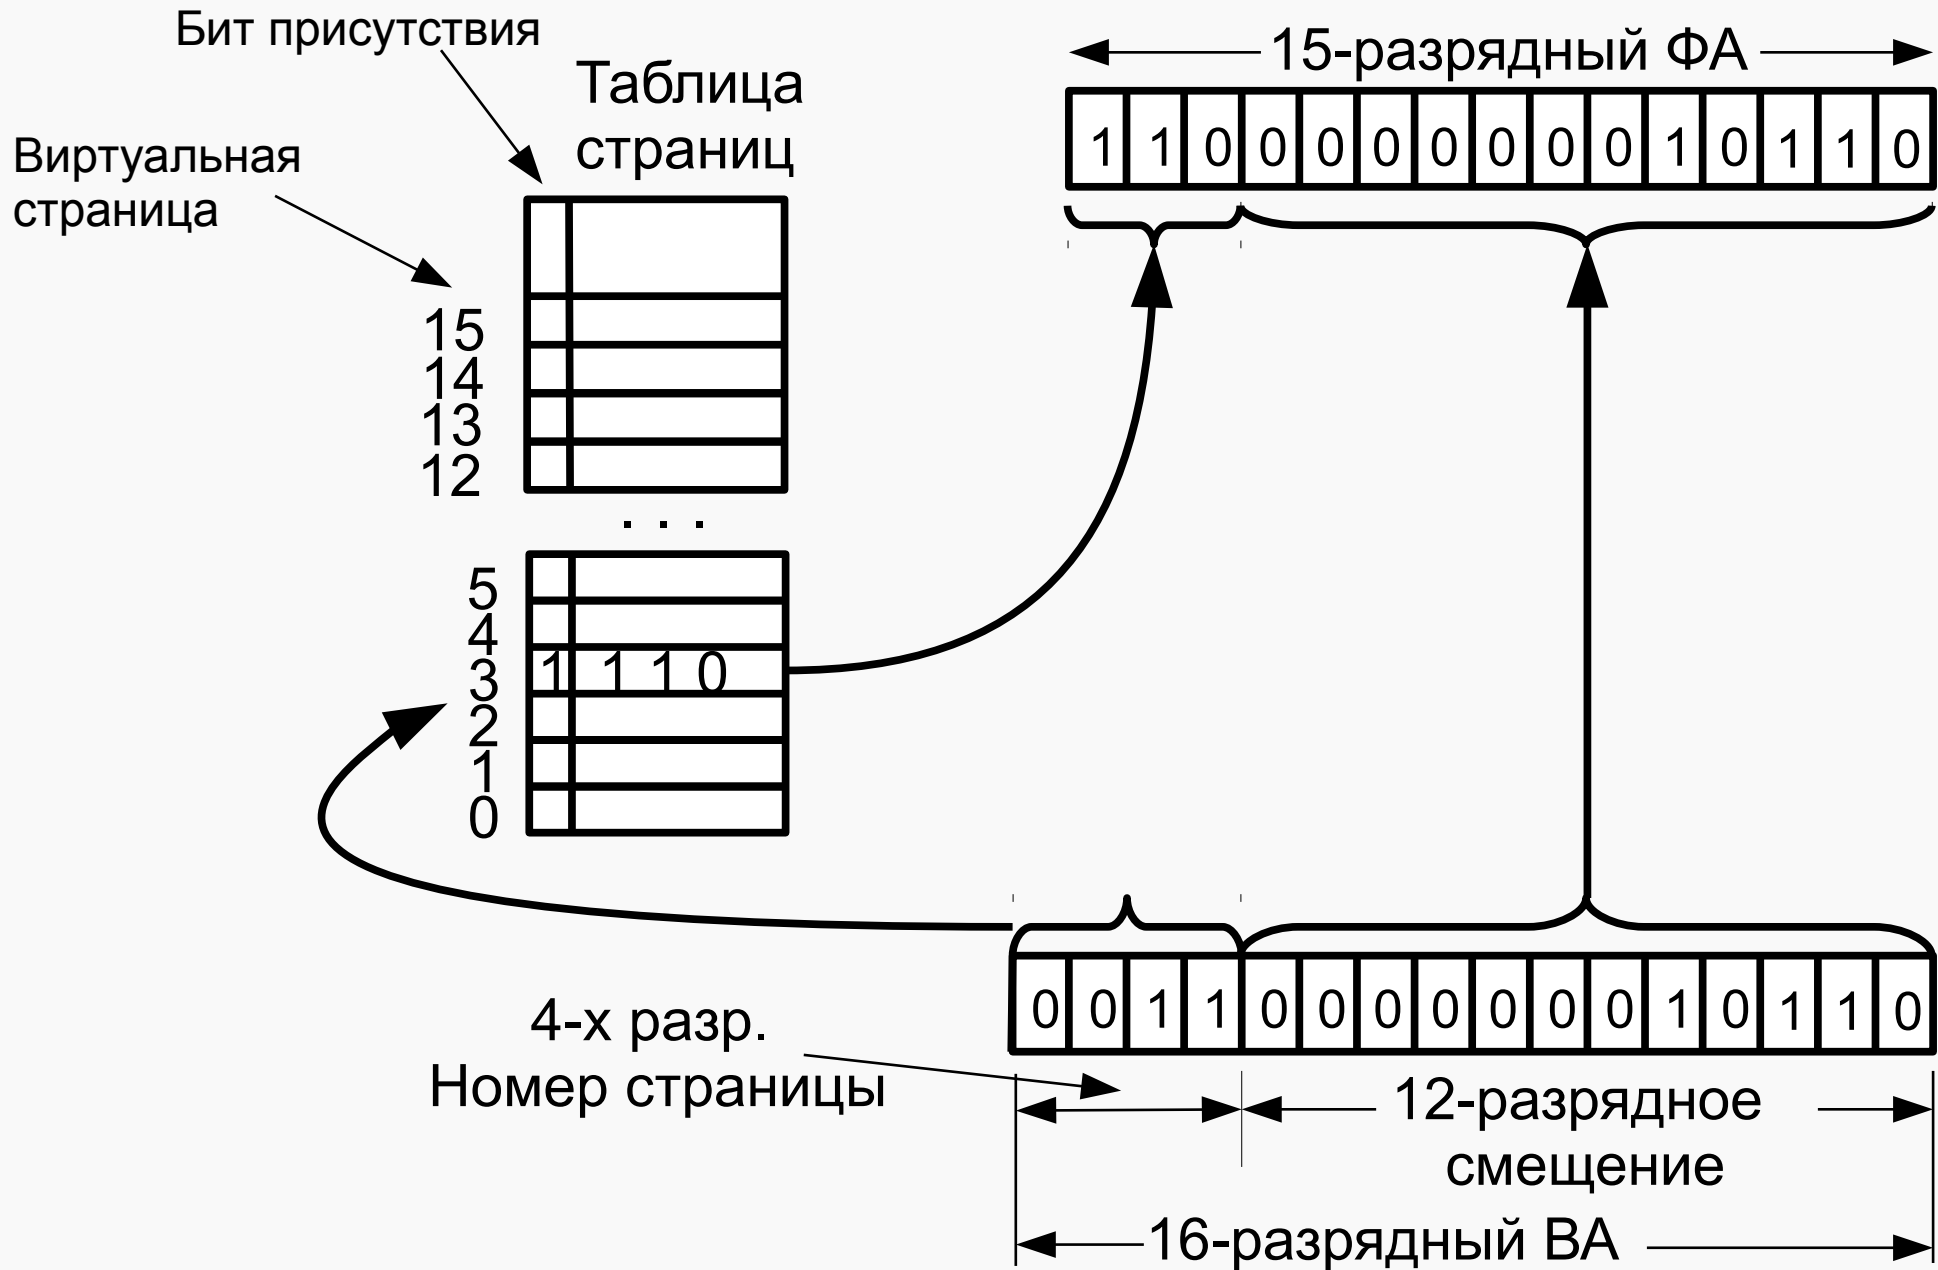 Бит присутствия
Таблица
страниц
15-разрядный ФА
1 1 0 0 0 0 0 0 0 0 1 0 1 1 0
Виртуальная
страница
15
14
13
12
. . .
5
4
3 1 1 1 0
2
1
0
0 0 1 1 0 0 0 0 0 0 0 1 0 1 1 0
4-х разр.
Номер страницы
12-разрядное
смещение
16-разрядный ВА